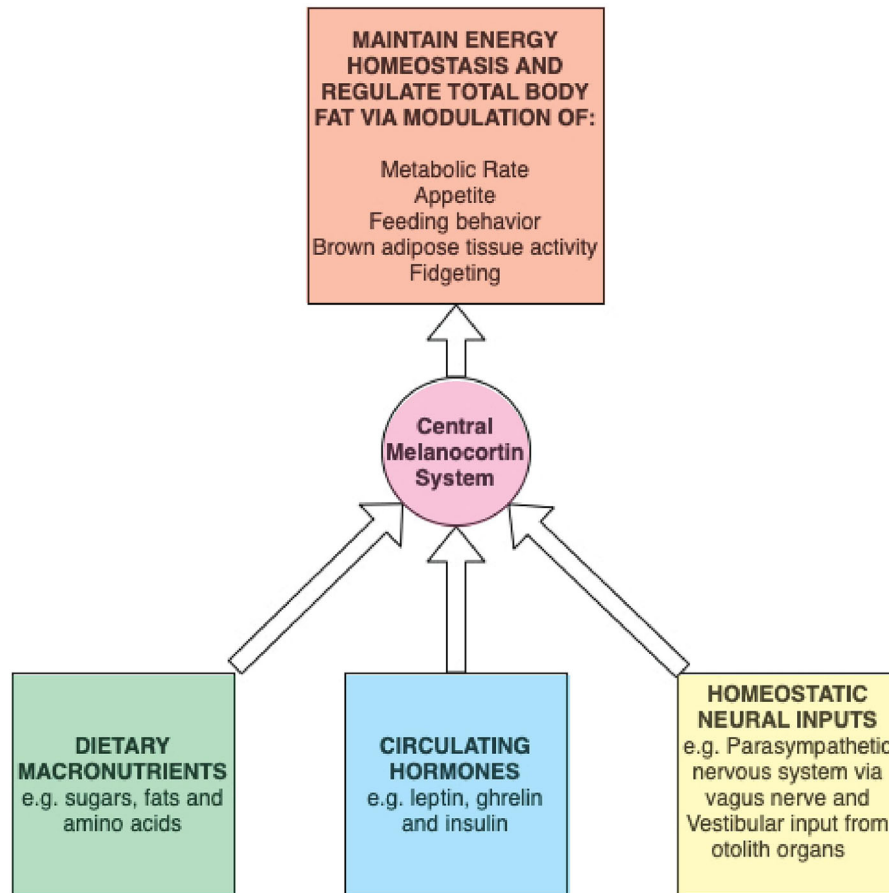 MAINTAIN ENERGY
HOMEOSTASIS AND
REGULATE TOTAL BODY
FAT VIA MODULATION OF:
Metabolic Rate
Appetite
Feeding behavior
Brown adipose tissue activity
Fidgeting
Central
Melanocortin
System
DIETARY
MACRONUTRIENTS
e.g. sugars, fats and
amino acids
CIRCULATING
HORMONES
e.g. leptin, ghrelin
and insulin
HOMEOSTATIC
NEURAL INPUTS
e.g. Parasympathetic
nervous system via
vagus nerve and
Vestibular input from
otolith organs